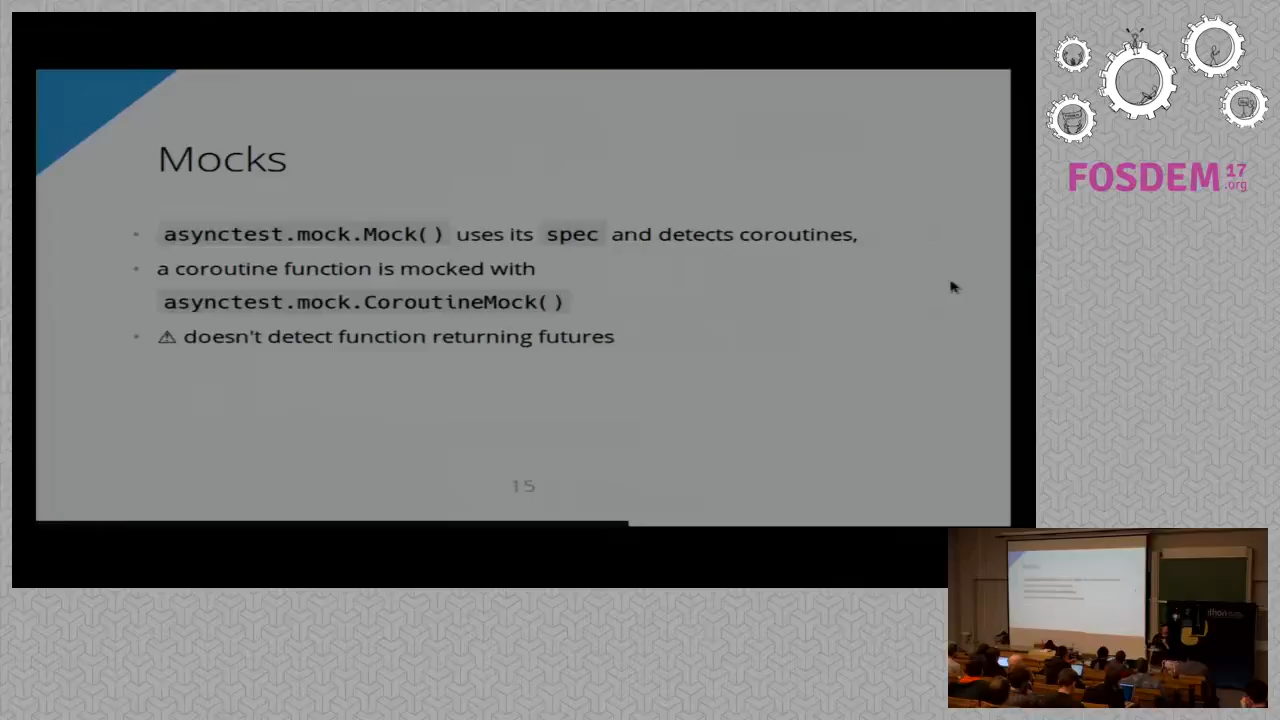 Mocks
• asynctest.mock.Mock() uses its spec and detects coroutines,
• a coroutine function is mocked with
asynctest.mock.CoroutineMock()
• ⚠ doesn't detect function returning futures
15
FOSDEM 17
.org